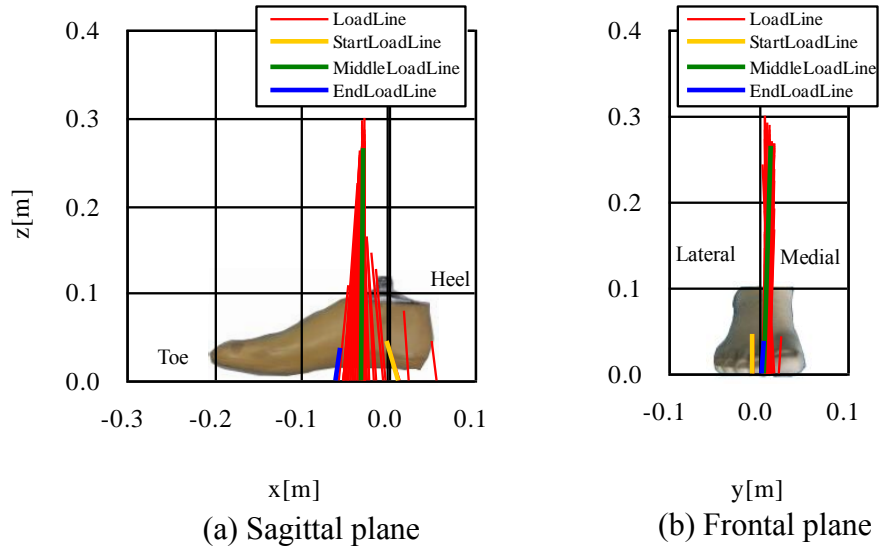 LoadLine
StartLoadLine
MiddleLoadLine
EndLoadLine
0.4
0.3
0.2
0.1
0.0
z[m]
Heel
Toe
-0.3
-0.2
-0.1
0.0
0.1
x[m]
(a) Sagittal plane
LoadLine
StartLoadLine
MiddleLoadLine
EndLoadLine
0.4
0.3
0.2
0.1
0.0
Lateral
Medial
-0.1
0.0
0.1
y[m]
(b) Frontal plane